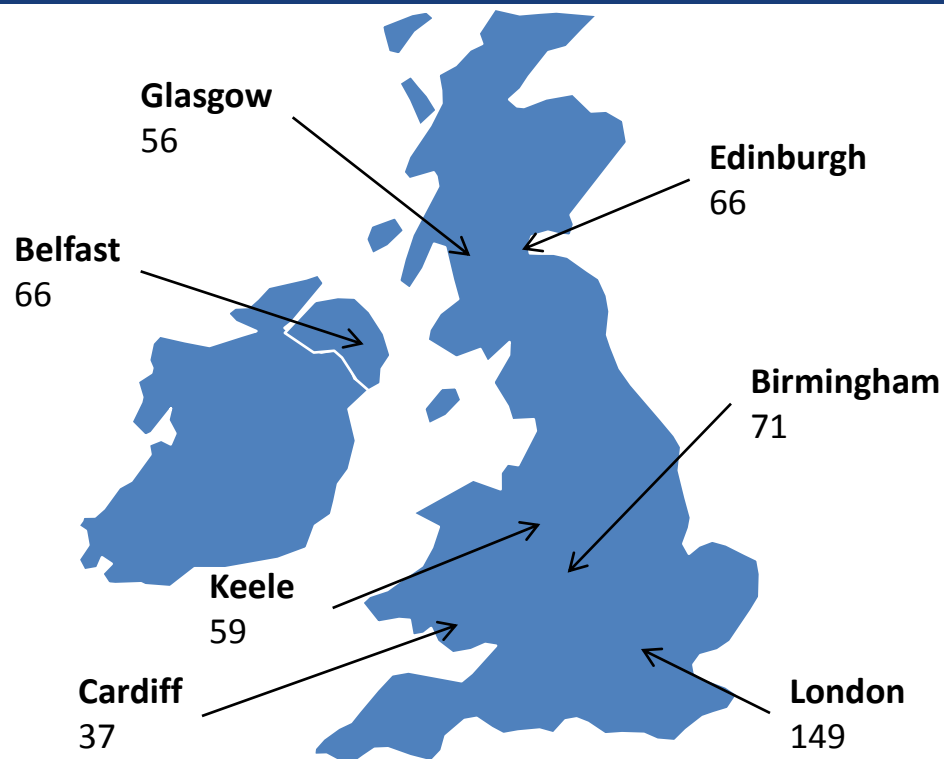 Glasgow
56
Edinburgh
66
Belfast
66
Birmingham
71
Keele
59
Cardiff
37
London
149